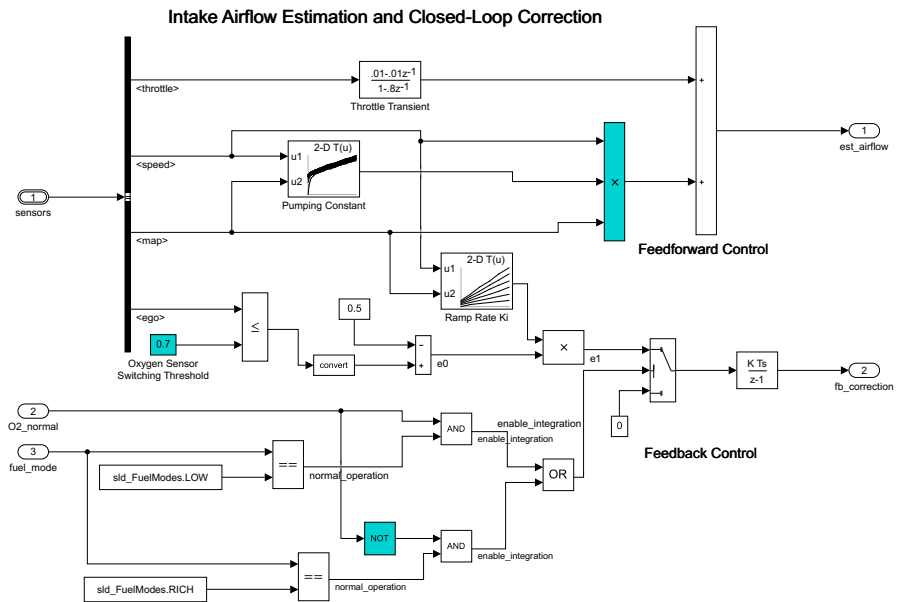 Intake Airflow Estimation and Closed-Loop Correction
.01-.01z-1
1-.8z-1
<throttle>
Throttle Transient
+
1
est_airflow
2-D T(u)
u1
u2
<speed>
Pumping Constant
×
+
1
sensors
<map>
Feedforward Control
2-D T(u)
u1
u2
Ramp Rate Ki
<ego>
≤
0.7
Oxygen Sensor
Switching Threshold
0.5
−
+
convert
e0
×
e1
K Ts
z-1
2
fb_correction
0
2
O2_normal
3
fuel_mode
sld_FuelModes.LOW
==
normal_operation
AND
enable_integration
enable_integration
OR
Feedback Control
NOT
AND
enable_integration
==
normal_operation
sld_FuelModes.RICH